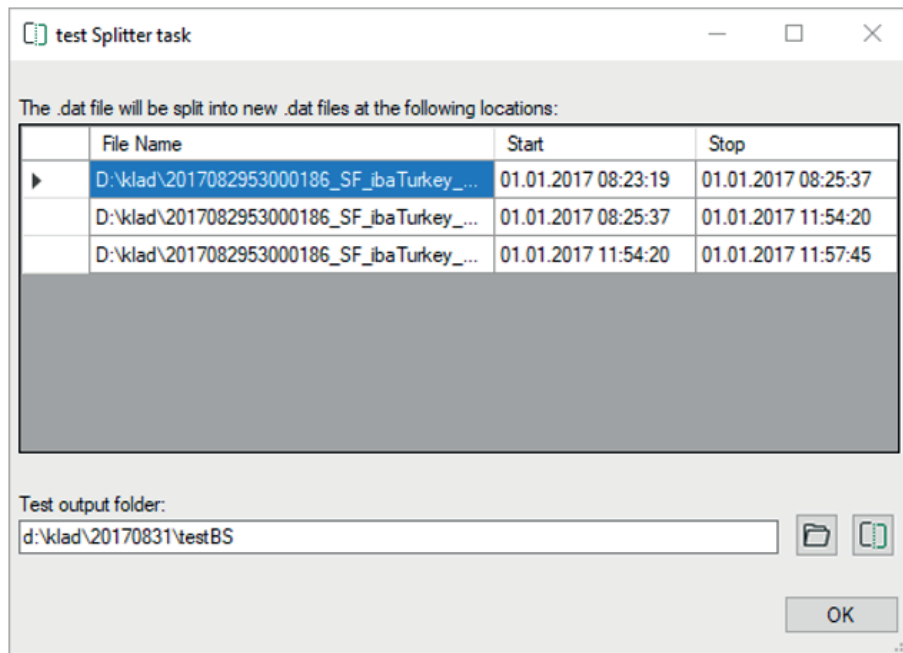 test Splitter task
The .dat file will be split into new .dat files at the following locations:
File Name Start Stop
D:\klad\2017082953000186_SF_ibaTurkey_... 01.01.2017 08:23:19 01.01.2017 08:25:37
D:\klad\2017082953000186_SF_ibaTurkey_... 01.01.2017 08:25:37 01.01.2017 11:54:20
D:\klad\2017082953000186_SF_ibaTurkey_... 01.01.2017 11:54:20 01.01.2017 11:57:45
Test output folder:
d:\klad\20170831\testBS
OK